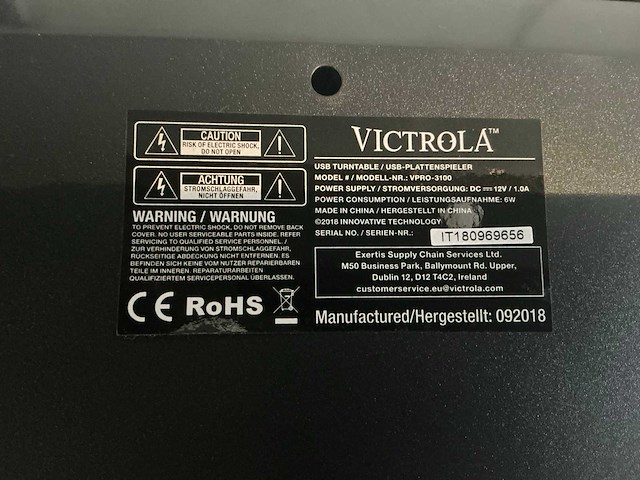 CAUTION
RISK OF ELECTRIC SHOCK,
DO NOT OPEN
ACHTUNG
STROMSCHLAGGEFAHR,
NICHT ÖFFNEN
WARNING / WARNUNG
TO PREVENT ELECTRIC SHOCK, DO NOT REMOVE BACK
COVER. NO USER SERVICEABLE PARTS INSIDE. REFER
SERVICING TO QUALIFIED SERVICE PERSONNEL. /
ZUR VERHINDERUNG VON STROMSCHLAGGEFAHR,
RÜCKSEITIGE ABDECKUNG NICHT ENTFERNEN. ES
BEFINDEN SICH KEINE VOM NUTZER REPARIERBAREN
TEILE IM INNEREN. REPARATURARBEITEN
QUALIFIZIERTEM SERVICEPERSONAL ÜBERLASSEN.
CE RoHS
VICTROLA™
USB TURNTABLE / USB-PLATTENSPIELER
MODEL # / MODELL-NR.: VPRO-3100
POWER SUPPLY / STROMVERSORGUNG: DC ⎓ 12V / 1.0A
POWER CONSUMPTION / LEISTUNGSAUFNAHME: 6W
MADE IN CHINA / HERGESTELLT IN CHINA
©2018 INNOVATIVE TECHNOLOGY
SERIAL NO. / SERIEN-NR.: IT180969656
Exertis Supply Chain Services Ltd.
M50 Business Park, Ballymount Rd. Upper,
Dublin 12, D12 T4C2, Ireland
customerservice.eu@victrola.com
Manufactured/Hergestellt: 092018